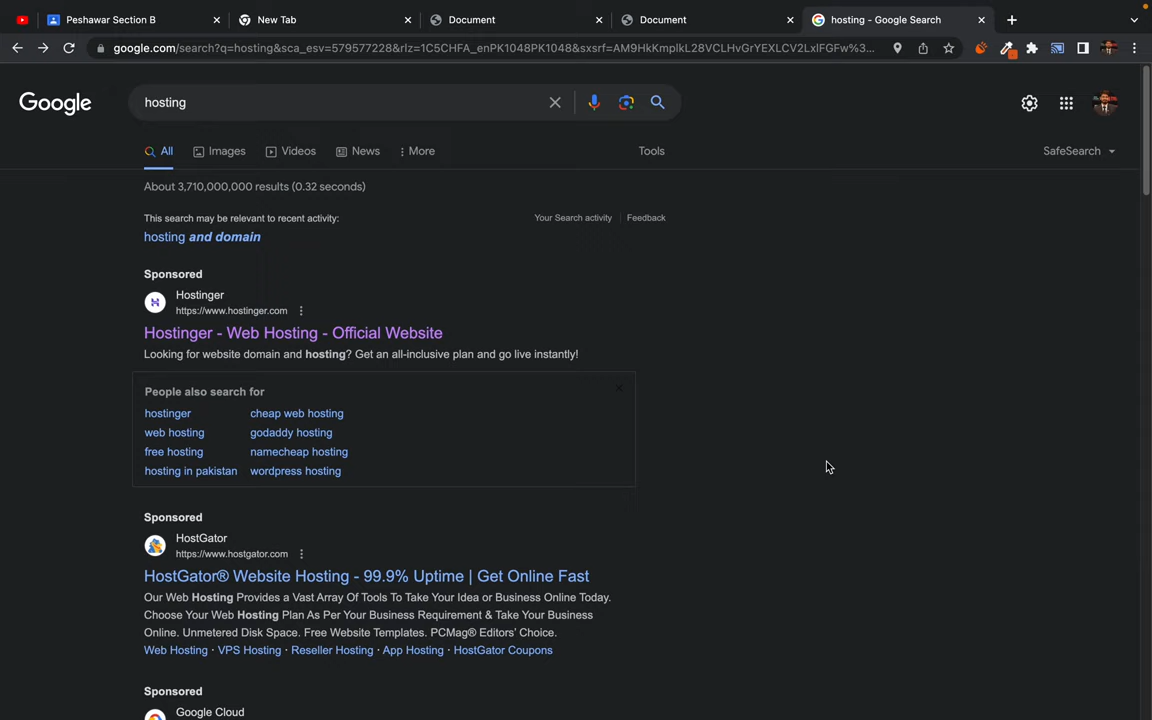 Peshawar Section B
New Tab
Document
Document
hosting - Google Search
google.com/search?q=hosting&sca_esv=579577228&rlz=1C5CHFA_enPK1048PK1048&sxsrf=AM9HkKmplkL28VCLHvGrYEXLCV2LxlFGFw%3...
Google
hosting
All
Images
Videos
News
More
Tools
SafeSearch
About 3,710,000,000 results (0.32 seconds)
This search may be relevant to recent activity:
Your Search activity
Feedback
hosting and domain
Sponsored
Hostinger
https://www.hostinger.com
Hostinger - Web Hosting - Official Website
Looking for website domain and hosting? Get an all-inclusive plan and go live instantly!
People also search for
hostinger
cheap web hosting
web hosting
godaddy hosting
free hosting
namecheap hosting
hosting in pakistan
wordpress hosting
Sponsored
HostGator
https://www.hostgator.com
HostGator® Website Hosting - 99.9% Uptime | Get Online Fast
Our Web Hosting Provides a Vast Array Of Tools To Take Your Idea or Business Online Today.
Choose Your Web Hosting Plan As Per Your Business Requirement & Take Your Business
Online. Unmetered Disk Space. Free Website Templates. PCMag® Editors' Choice.
Web Hosting · VPS Hosting · Reseller Hosting · App Hosting · HostGator Coupons
Sponsored
Google Cloud